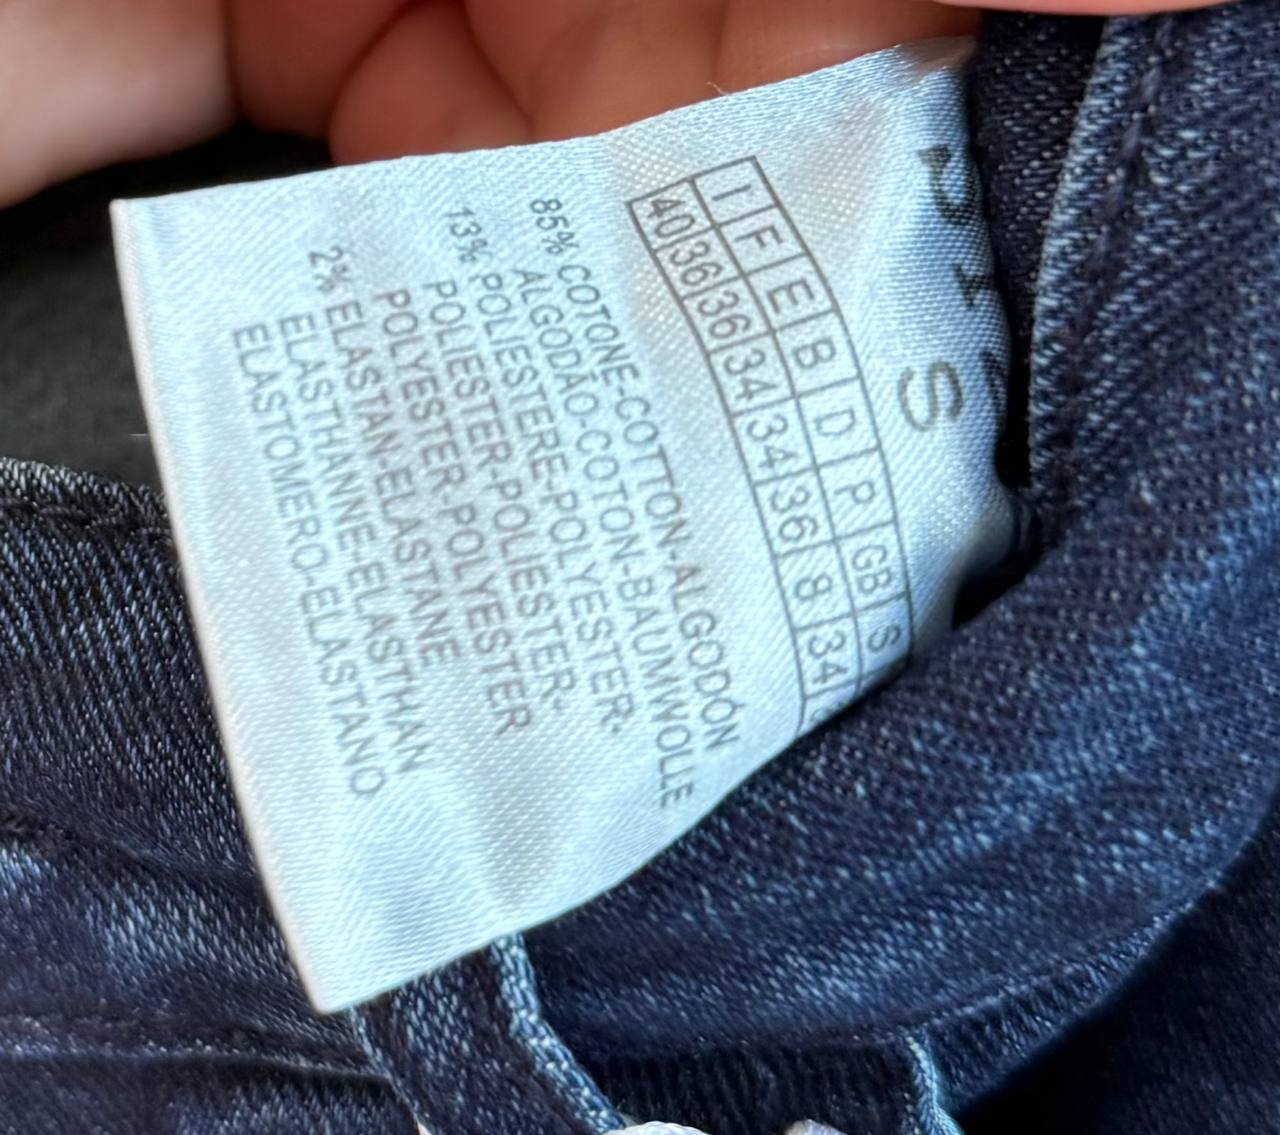 S
I F E B D P GB S
40 36 36 34 34 36 8 34
85% COTONE-COTTON-ALGODÓN
ALGODÃO-COTON-BAUMWOLLE
13% POLIESTERE-POLYESTER-
POLIESTER-POLIESTER-
POLYESTER-POLYESTER
2% ELASTAN-ELASTANE
ELASTHANNE-ELASTHAN
ELASTOMERO-ELASTANO